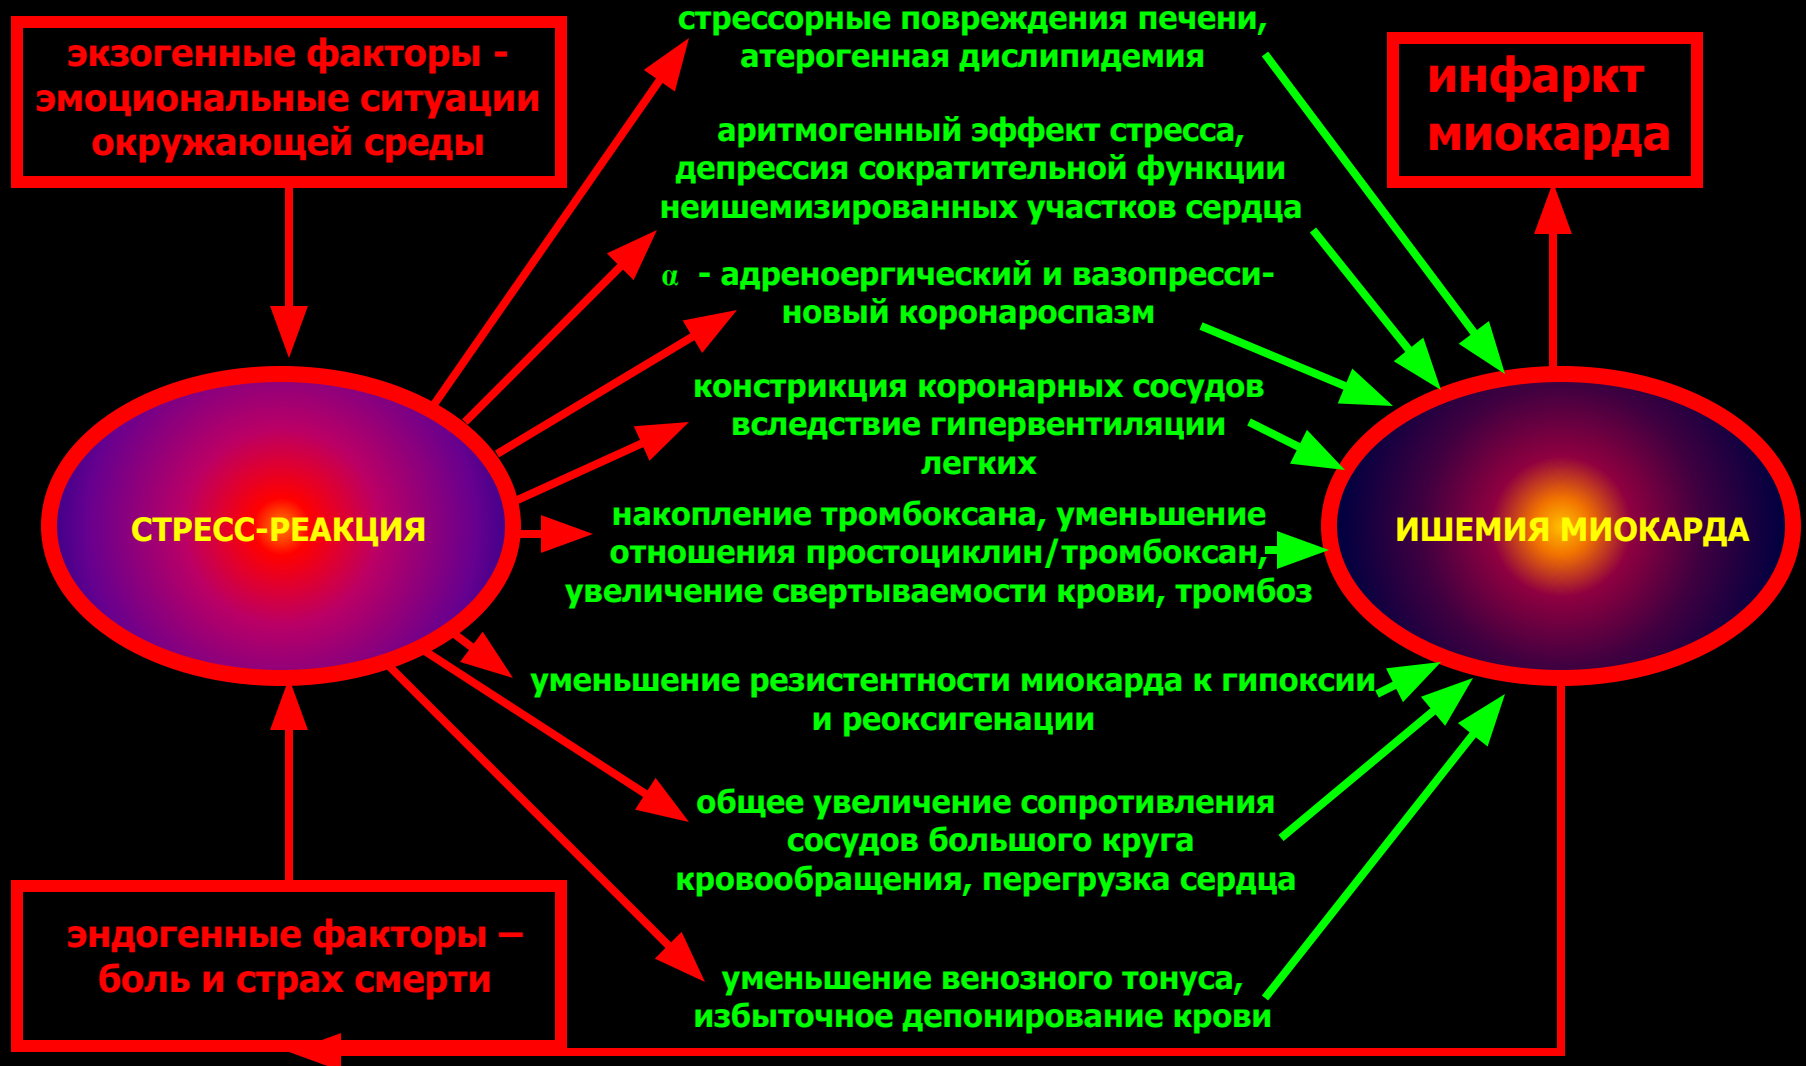 экзогенные факторы -
эмоциональные ситуации
окружающей среды
стрессорные повреждения печени,
атерогенная дислипидемия
аритмогенный эффект стресса,
депрессия сократительной функции
неишемизированных участков сердца
α - адреноергический и вазопресси-
новый коронароспазм
констрикция коронарных сосудов
вследствие гипервентиляции
легких
накопление тромбоксана, уменьшение
отношения простоциклин/тромбоксан,
увеличение свертываемости крови, тромбоз
уменьшение резистентности миокарда к гипоксии
и реоксигенации
общее увеличение сопротивления
сосудов большого круга
кровообращения, перегрузка сердца
уменьшение венозного тонуса,
избыточное депонирование крови
инфаркт
миокарда
СТРЕСС-РЕАКЦИЯ
ИШЕМИЯ МИОКАРДА
эндогенные факторы –
боль и страх смерти